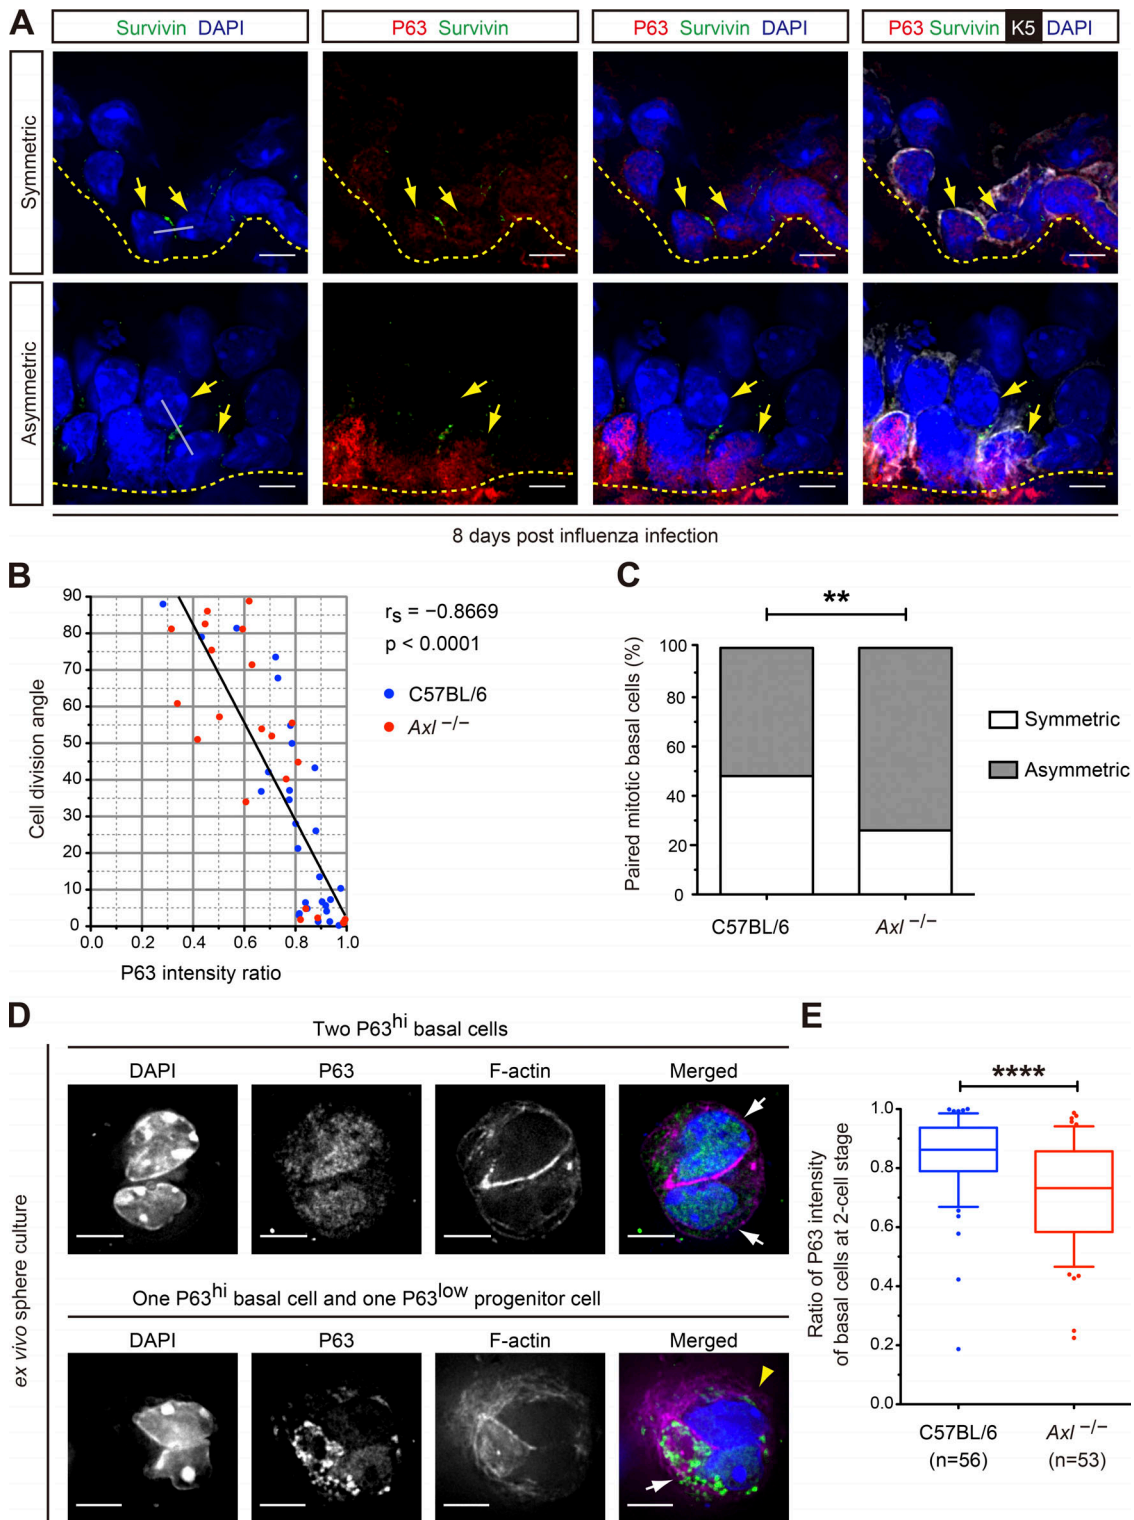 A
Survivin DAPI
P63 Survivin
P63 Survivin DAPI
P63 Survivin K5 DAPI
Symmetric
Asymmetric
8 days post influenza infection
B
90
80
70
60
50
40
30
20
10
0
Cell division angle
0.0 0.2 0.4 0.6 0.8 1.0
P63 intensity ratio
rs = −0.8669
p < 0.0001
C57BL/6
Axl −/−
C
**
100
80
60
40
20
0
Paired mitotic basal cells (%)
C57BL/6 Axl −/−
Symmetric
Asymmetric
D
Two P63hi basal cells
DAPI P63 F-actin Merged
One P63hi basal cell and one P63low progenitor cell
DAPI P63 F-actin Merged
ex vivo sphere culture
E
****
1.0
0.8
0.6
0.4
0.2
0.0
Ratio of P63 intensity
of basal cells at 2-cell stage
C57BL/6 Axl −/−
(n=56) (n=53)